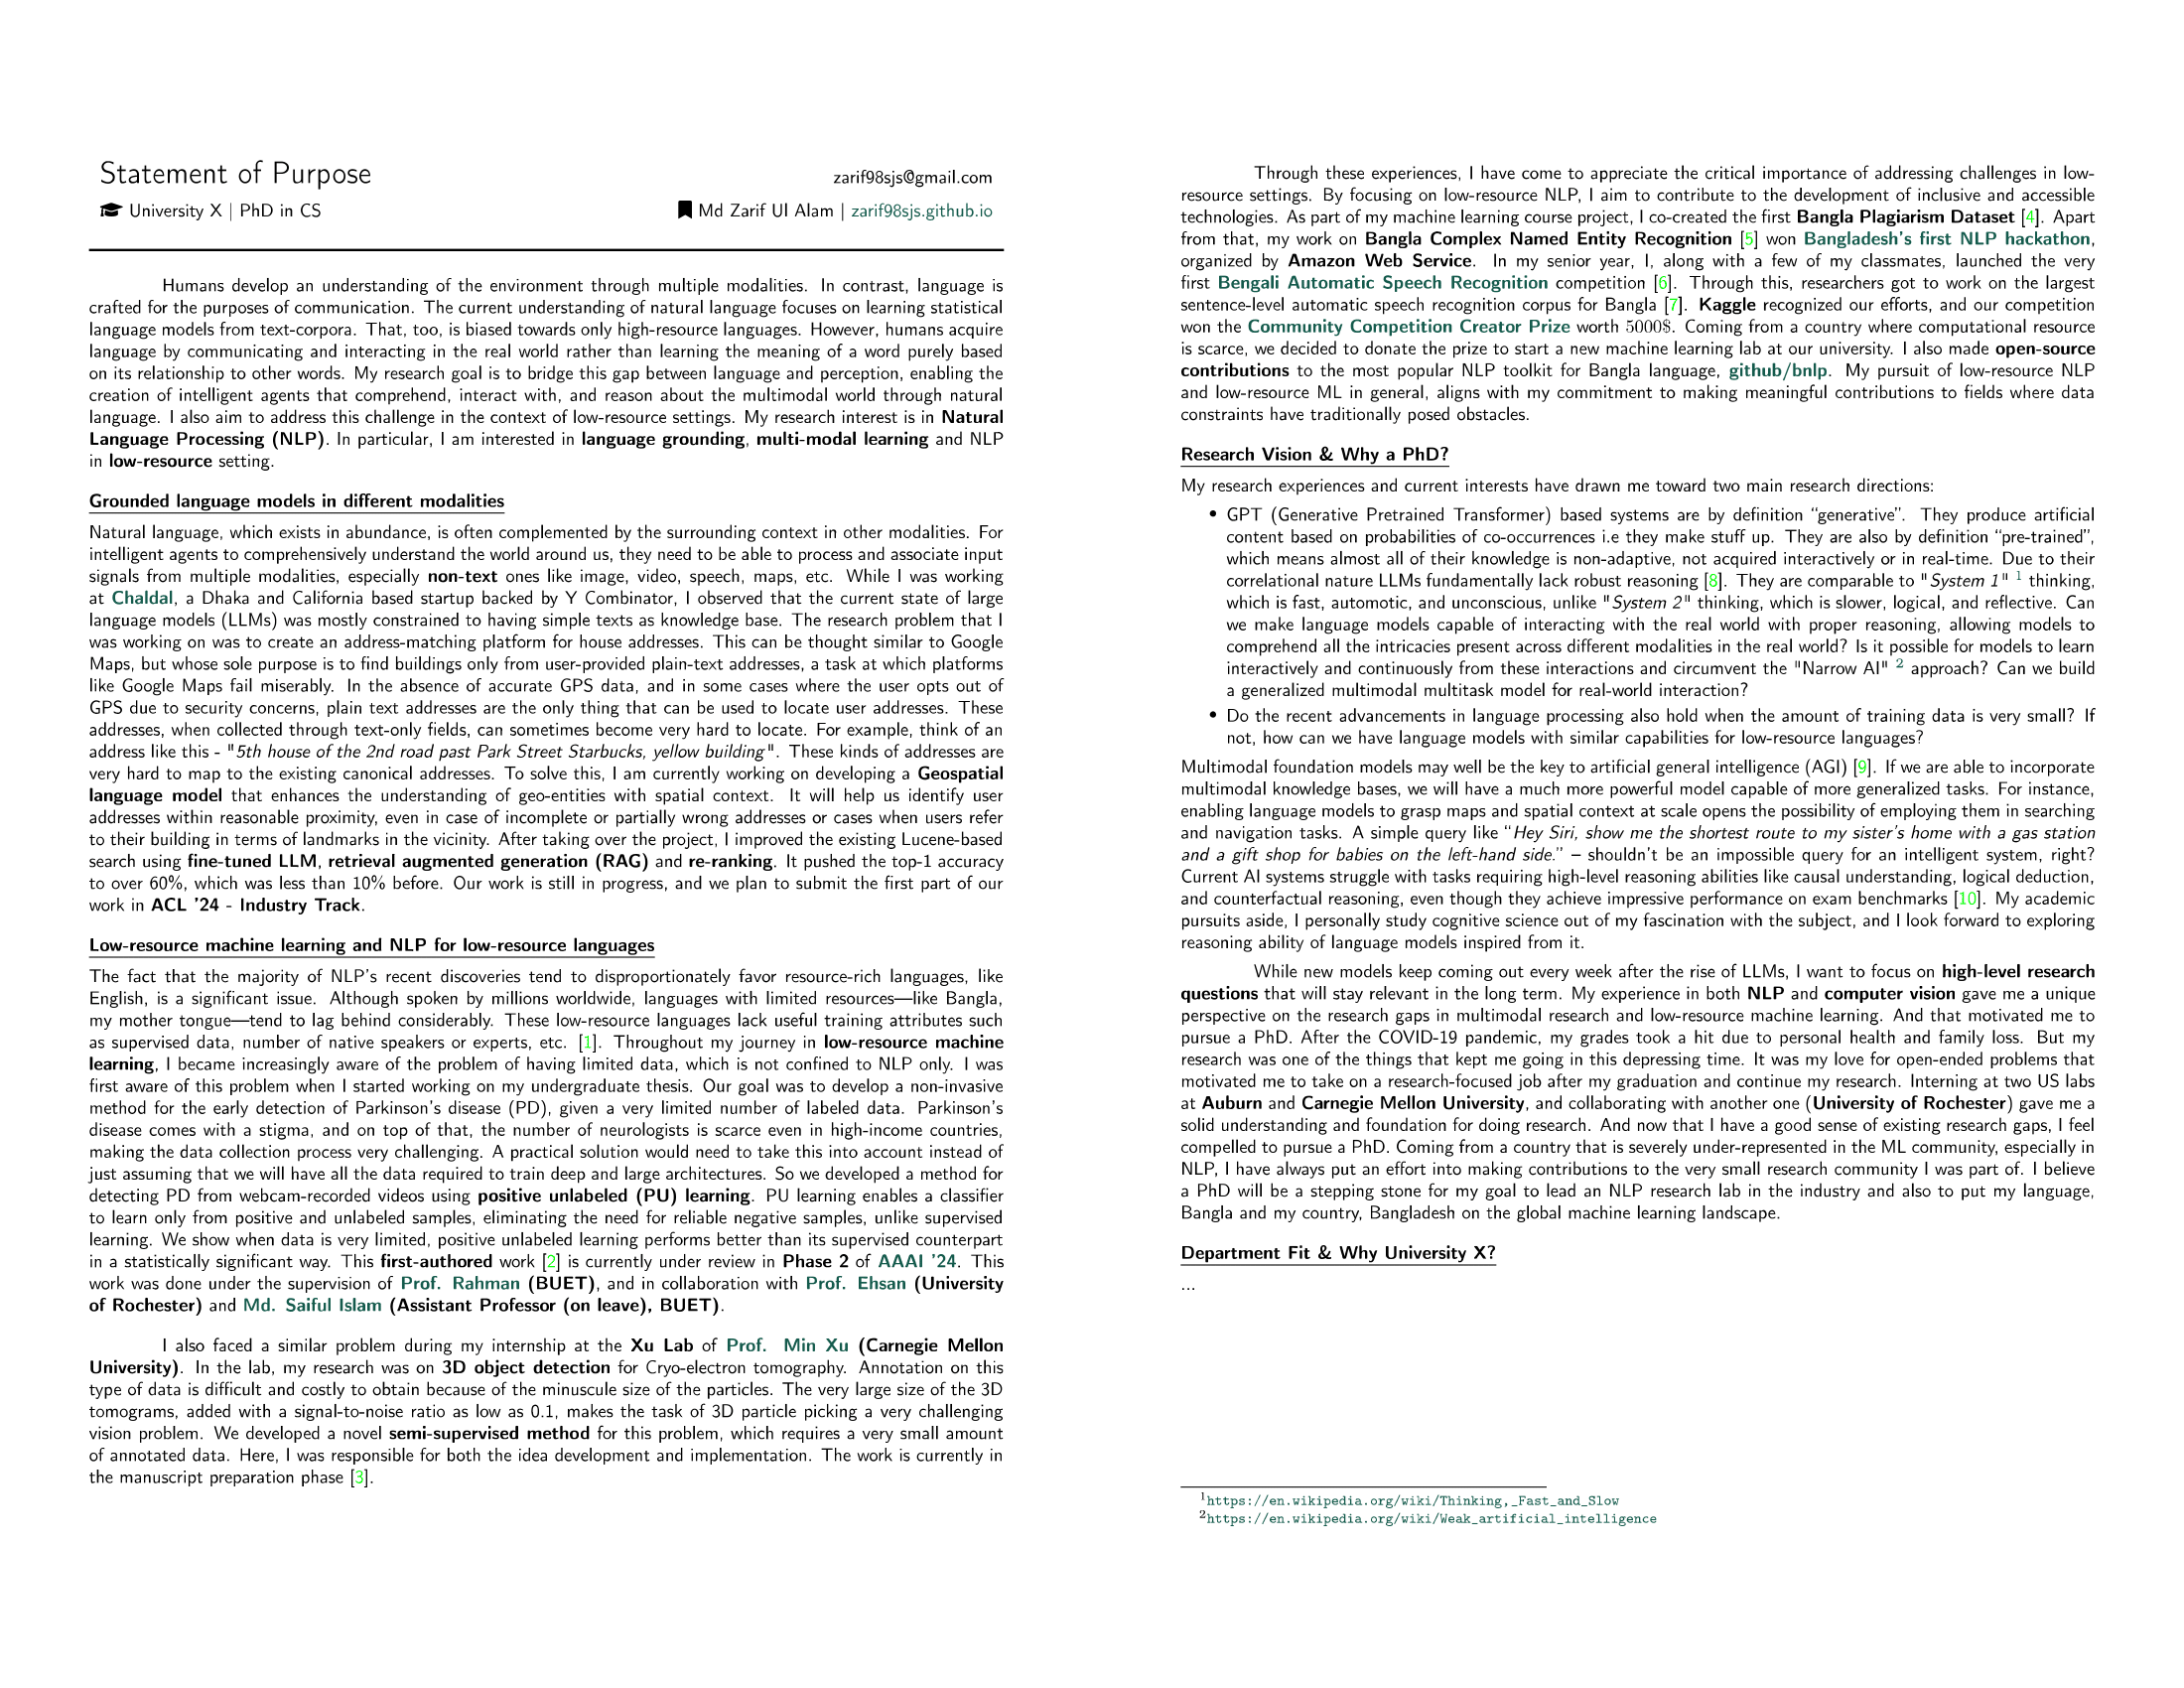 Statement of Purpose
zarif98sjs@gmail.com
University X | PhD in CS
Md Zarif Ul Alam | zarif98sjs.github.io
Humans develop an understanding of the environment through multiple modalities. In contrast, language is
crafted for the purposes of communication. The current understanding of natural language focuses on learning statistical
language models from text-corpora. That, too, is biased towards only high-resource languages. However, humans acquire
language by communicating and interacting in the real world rather than learning the meaning of a word purely based
on its relationship to other words. My research goal is to bridge this gap between language and perception, enabling the
creation of intelligent agents that comprehend, interact with, and reason about the multimodal world through natural
language. I also aim to address this challenge in the context of low-resource settings. My research interest is in Natural
Language Processing (NLP). In particular, I am interested in language grounding, multi-modal learning and NLP
in low-resource setting.
Grounded language models in different modalities
Natural language, which exists in abundance, is often complemented by the surrounding context in other modalities. For
intelligent agents to comprehensively understand the world around us, they need to be able to process and associate input
signals from multiple modalities, especially non-text ones like image, video, speech, maps, etc. While I was working
at Chaldal, a Dhaka and California based startup backed by Y Combinator, I observed that the current state of large
language models (LLMs) was mostly constrained to having simple texts as knowledge base. The research problem that I
was working on was to create an address-matching platform for house addresses. This can be thought similar to Google
Maps, but whose sole purpose is to find buildings only from user-provided plain-text addresses, a task at which platforms
like Google Maps fail miserably. In the absence of accurate GPS data, and in some cases where the user opts out of
GPS due to security concerns, plain text addresses are the only thing that can be used to locate user addresses. These
addresses, when collected through text-only fields, can sometimes become very hard to locate. For example, think of an
address like this - "5th house of the 2nd road past Park Street Starbucks, yellow building". These kinds of addresses are
very hard to map to the existing canonical addresses. To solve this, I am currently working on developing a Geospatial
language model that enhances the understanding of geo-entities with spatial context. It will help us identify user
addresses within reasonable proximity, even in case of incomplete or partially wrong addresses or cases when users refer
to their building in terms of landmarks in the vicinity. After taking over the project, I improved the existing Lucene-based
search using fine-tuned LLM, retrieval augmented generation (RAG) and re-ranking. It pushed the top-1 accuracy
to over 60%, which was less than 10% before. Our work is still in progress, and we plan to submit the first part of our
work in ACL '24 - Industry Track.
Low-resource machine learning and NLP for low-resource languages
The fact that the majority of NLP's recent discoveries tend to disproportionately favor resource-rich languages, like
English, is a significant issue. Although spoken by millions worldwide, languages with limited resources—like Bangla,
my mother tongue—tend to lag behind considerably. These low-resource languages lack useful training attributes such
as supervised data, number of native speakers or experts, etc. [1]. Throughout my journey in low-resource machine
learning, I became increasingly aware of the problem of having limited data, which is not confined to NLP only. I was
first aware of this problem when I started working on my undergraduate thesis. Our goal was to develop a non-invasive
method for the early detection of Parkinson's disease (PD), given a very limited number of labeled data. Parkinson's
disease comes with a stigma, and on top of that, the number of neurologists is scarce even in high-income countries,
making the data collection process very challenging. A practical solution would need to take this into account instead of
just assuming that we will have all the data required to train deep and large architectures. So we developed a method for
detecting PD from webcam-recorded videos using positive unlabeled (PU) learning. PU learning enables a classifier
to learn only from positive and unlabeled samples, eliminating the need for reliable negative samples, unlike supervised
learning. We show when data is very limited, positive unlabeled learning performs better than its supervised counterpart
in a statistically significant way. This first-authored work [2] is currently under review in Phase 2 of AAAI '24. This
work was done under the supervision of Prof. Rahman (BUET), and in collaboration with Prof. Ehsan (University
of Rochester) and Md. Saiful Islam (Assistant Professor (on leave), BUET).
I also faced a similar problem during my internship at the Xu Lab of Prof. Min Xu (Carnegie Mellon
University). In the lab, my research was on 3D object detection for Cryo-electron tomography. Annotation on this
type of data is difficult and costly to obtain because of the minuscule size of the particles. The very large size of the 3D
tomograms, added with a signal-to-noise ratio as low as 0.1, makes the task of 3D particle picking a very challenging
vision problem. We developed a novel semi-supervised method for this problem, which requires a very small amount
of annotated data. Here, I was responsible for both the idea development and implementation. The work is currently in
the manuscript preparation phase [3].
Through these experiences, I have come to appreciate the critical importance of addressing challenges in low-
resource settings. By focusing on low-resource NLP, I aim to contribute to the development of inclusive and accessible
technologies. As part of my machine learning course project, I co-created the first Bangla Plagiarism Dataset [4]. Apart
from that, my work on Bangla Complex Named Entity Recognition [5] won Bangladesh's first NLP hackathon,
organized by Amazon Web Service. In my senior year, I, along with a few of my classmates, launched the very
first Bengali Automatic Speech Recognition competition [6]. Through this, researchers got to work on the largest
sentence-level automatic speech recognition corpus for Bangla [7]. Kaggle recognized our efforts, and our competition
won the Community Competition Creator Prize worth 5000$. Coming from a country where computational resource
is scarce, we decided to donate the prize to start a new machine learning lab at our university. I also made open-source
contributions to the most popular NLP toolkit for Bangla language, github/bnlp. My pursuit of low-resource NLP
and low-resource ML in general, aligns with my commitment to making meaningful contributions to fields where data
constraints have traditionally posed obstacles.
Research Vision & Why a PhD?
My research experiences and current interests have drawn me toward two main research directions:
• GPT (Generative Pretrained Transformer) based systems are by definition “generative”. They produce artificial
content based on probabilities of co-occurrences i.e they make stuff up. They are also by definition “pre-trained”,
which means almost all of their knowledge is non-adaptive, not acquired interactively or in real-time. Due to their
correlational nature LLMs fundamentally lack robust reasoning [8]. They are comparable to "System 1" 1 thinking,
which is fast, automotic, and unconscious, unlike "System 2" thinking, which is slower, logical, and reflective. Can
we make language models capable of interacting with the real world with proper reasoning, allowing models to
comprehend all the intricacies present across different modalities in the real world? Is it possible for models to learn
interactively and continuously from these interactions and circumvent the "Narrow AI" 2 approach? Can we build
a generalized multimodal multitask model for real-world interaction?
• Do the recent advancements in language processing also hold when the amount of training data is very small? If
not, how can we have language models with similar capabilities for low-resource languages?
Multimodal foundation models may well be the key to artificial general intelligence (AGI) [9]. If we are able to incorporate
multimodal knowledge bases, we will have a much more powerful model capable of more generalized tasks. For instance,
enabling language models to grasp maps and spatial context at scale opens the possibility of employing them in searching
and navigation tasks. A simple query like “Hey Siri, show me the shortest route to my sister's home with a gas station
and a gift shop for babies on the left-hand side.” – shouldn't be an impossible query for an intelligent system, right?
Current AI systems struggle with tasks requiring high-level reasoning abilities like causal understanding, logical deduction,
and counterfactual reasoning, even though they achieve impressive performance on exam benchmarks [10]. My academic
pursuits aside, I personally study cognitive science out of my fascination with the subject, and I look forward to exploring
reasoning ability of language models inspired from it.
While new models keep coming out every week after the rise of LLMs, I want to focus on high-level research
questions that will stay relevant in the long term. My experience in both NLP and computer vision gave me a unique
perspective on the research gaps in multimodal research and low-resource machine learning. And that motivated me to
pursue a PhD. After the COVID-19 pandemic, my grades took a hit due to personal health and family loss. But my
research was one of the things that kept me going in this depressing time. It was my love for open-ended problems that
motivated me to take on a research-focused job after my graduation and continue my research. Interning at two US labs
at Auburn and Carnegie Mellon University, and collaborating with another one (University of Rochester) gave me a
solid understanding and foundation for doing research. And now that I have a good sense of existing research gaps, I feel
compelled to pursue a PhD. Coming from a country that is severely under-represented in the ML community, especially in
NLP, I have always put an effort into making contributions to the very small research community I was part of. I believe
a PhD will be a stepping stone for my goal to lead an NLP research lab in the industry and also to put my language,
Bangla and my country, Bangladesh on the global machine learning landscape.
Department Fit & Why University X?
...
1https://en.wikipedia.org/wiki/Thinking,_Fast_and_Slow
2https://en.wikipedia.org/wiki/Weak_artificial_intelligence